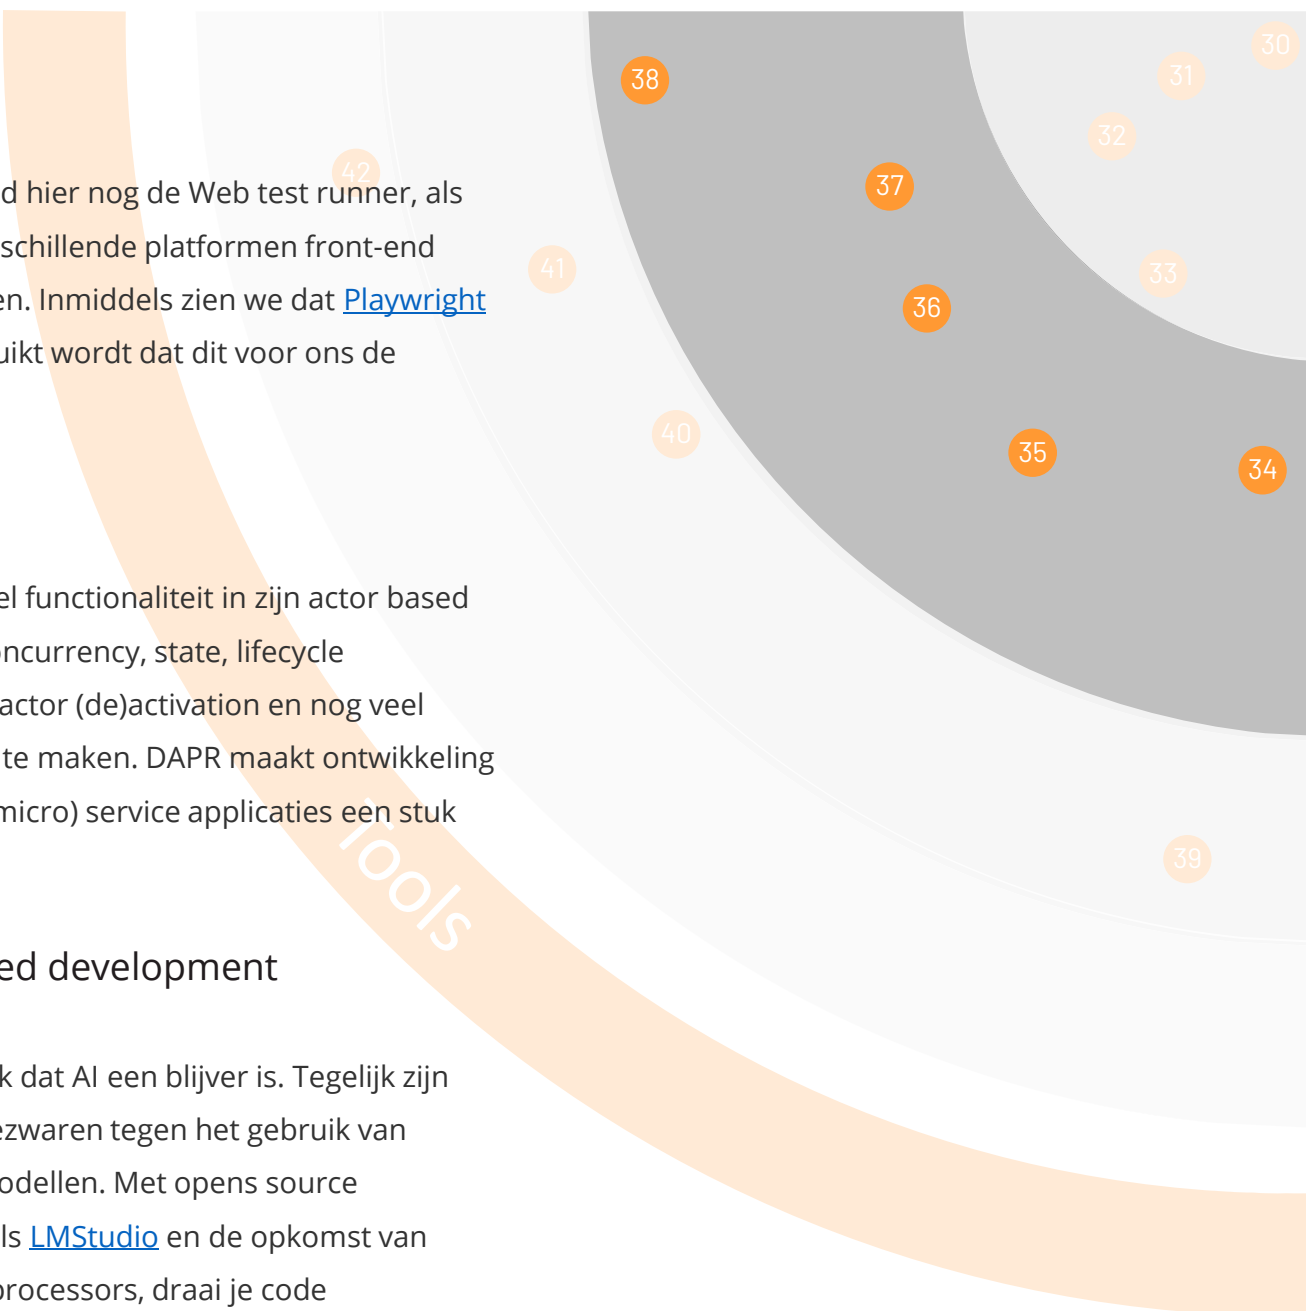 d hier nog de Web test runner, als
schillende platformen front-end
en. Inmiddels zien we dat Playwright
uikt wordt dat dit voor ons de
el functionaliteit in zijn actor based
oncurrency, state, lifecycle
actor (de)activation en nog veel
te maken. DAPR maakt ontwikkeling
micro) service applicaties een stuk
ed development
k dat AI een blijver is. Tegelijk zijn
ezwaren tegen het gebruik van
odellen. Met opens source
ls LMStudio en de opkomst van
processors, draai je code
30
31
38
32
42
37
41
33
36
40
35
34
39
Tools